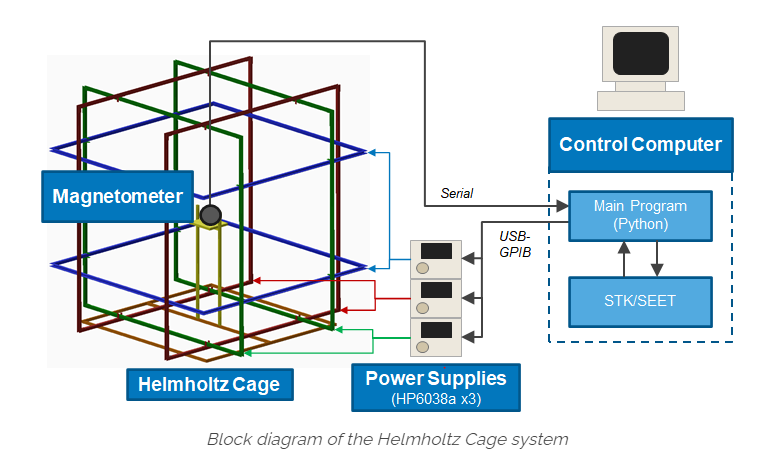 Control Computer
Magnetometer
Serial
Main Program
(Python)
USB-
GPIB
STK/SEET
Helmholtz Cage
Power Supplies
(HP6038a x3)
Block diagram of the Helmholtz Cage system